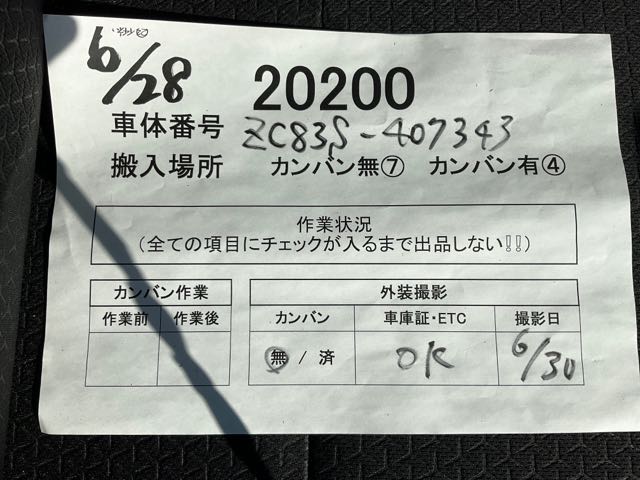 6/28
20200
車体番号 ZC83S-407343
搬入場所 カンバン無⑦ カンバン有④
作業状況
(全ての項目にチェックが入るまで出品しない!!)
カンバン作業
作業前 作業後
外装撮影
カンバン 車庫証・ETC 撮影日
無 / 済 OK 6/30